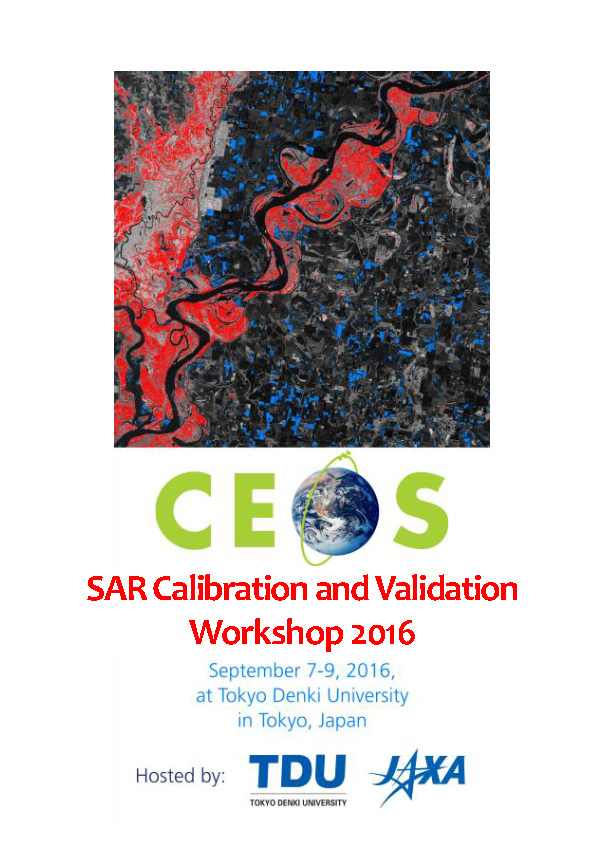 CEOS
SAR Calibration and Validation
Workshop 2016
September 7-9, 2016,
at Tokyo Denki University
in Tokyo, Japan
Hosted by: TDU JAXA
TOKYO DENKI UNIVERSITY